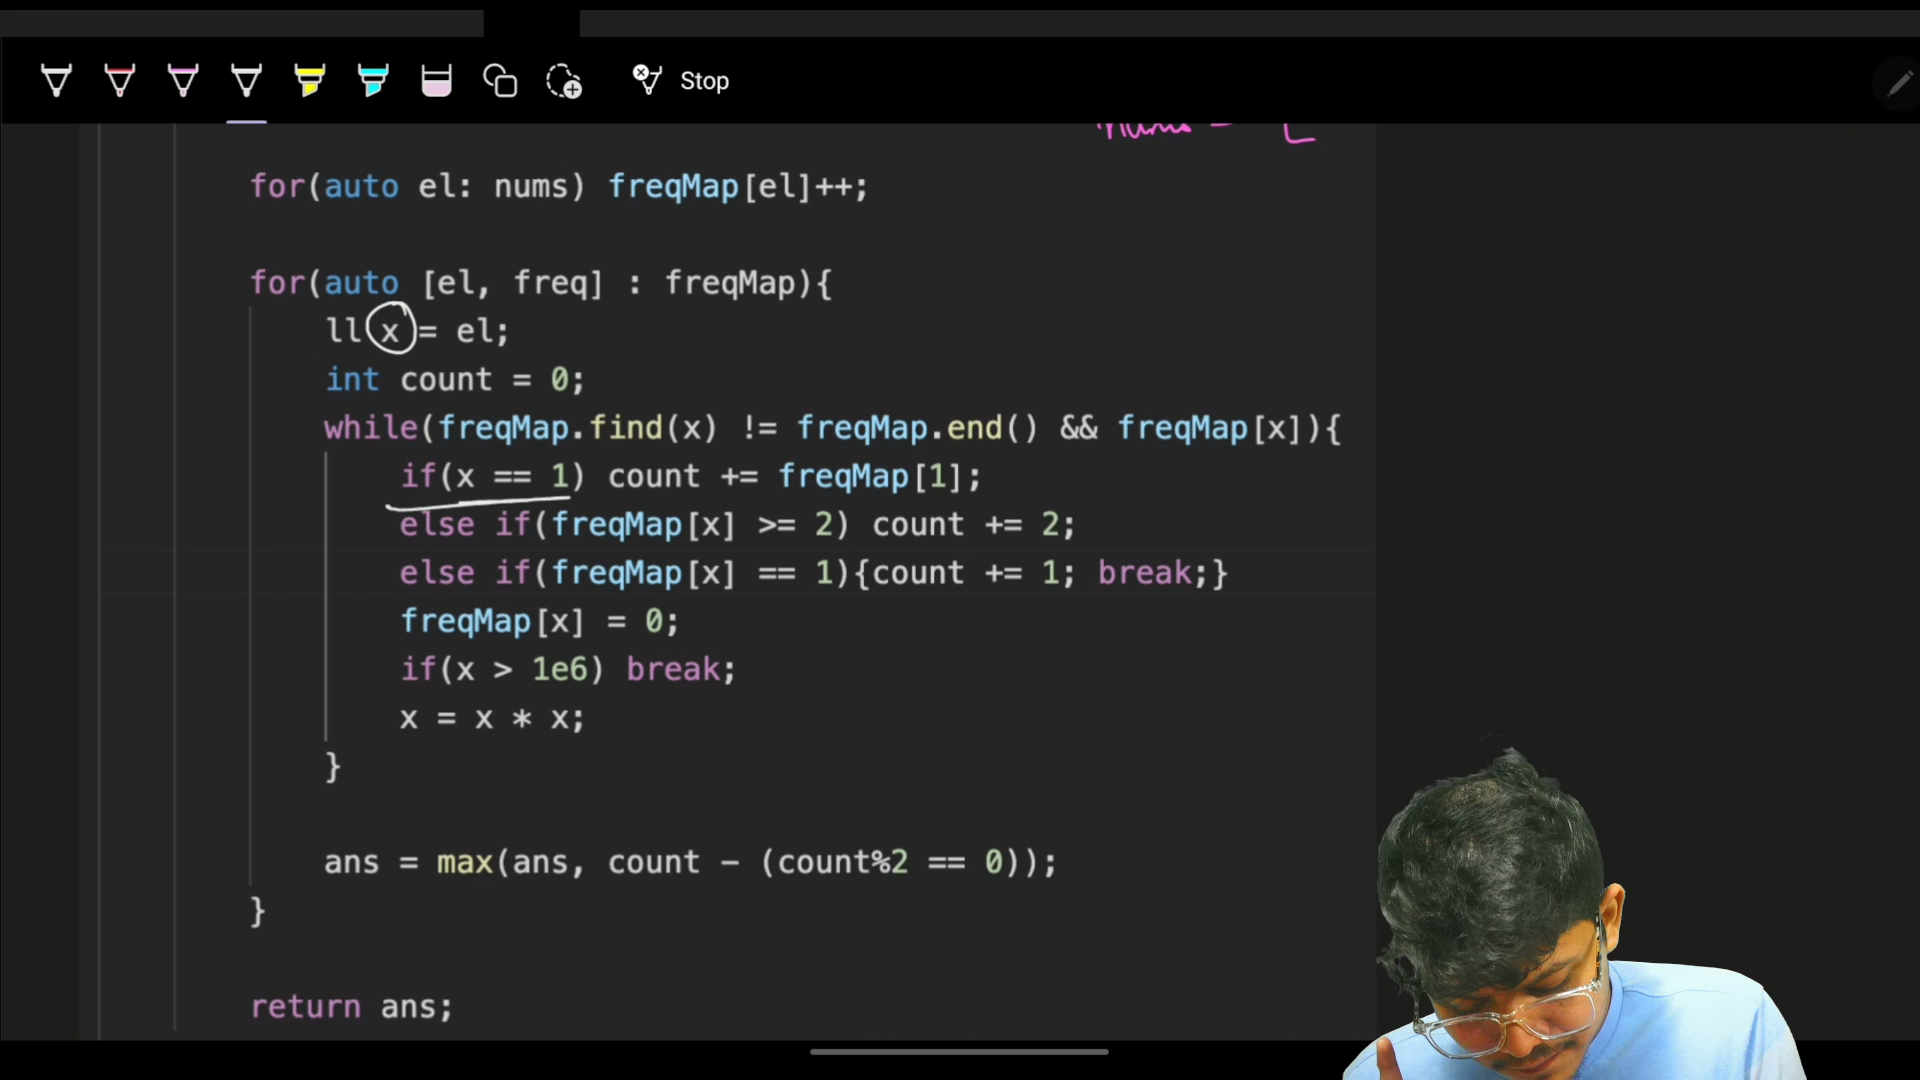 Stop
nums = [
for(auto el: nums) freqMap[el]++;
for(auto [el, freq] : freqMap){
ll x = el;
int count = 0;
while(freqMap.find(x) != freqMap.end() && freqMap[x]){
if(x == 1) count += freqMap[1];
else if(freqMap[x] >= 2) count += 2;
else if(freqMap[x] == 1){count += 1; break;}
freqMap[x] = 0;
if(x > 1e6) break;
x = x * x;
}
ans = max(ans, count - (count%2 == 0));
}
return ans;